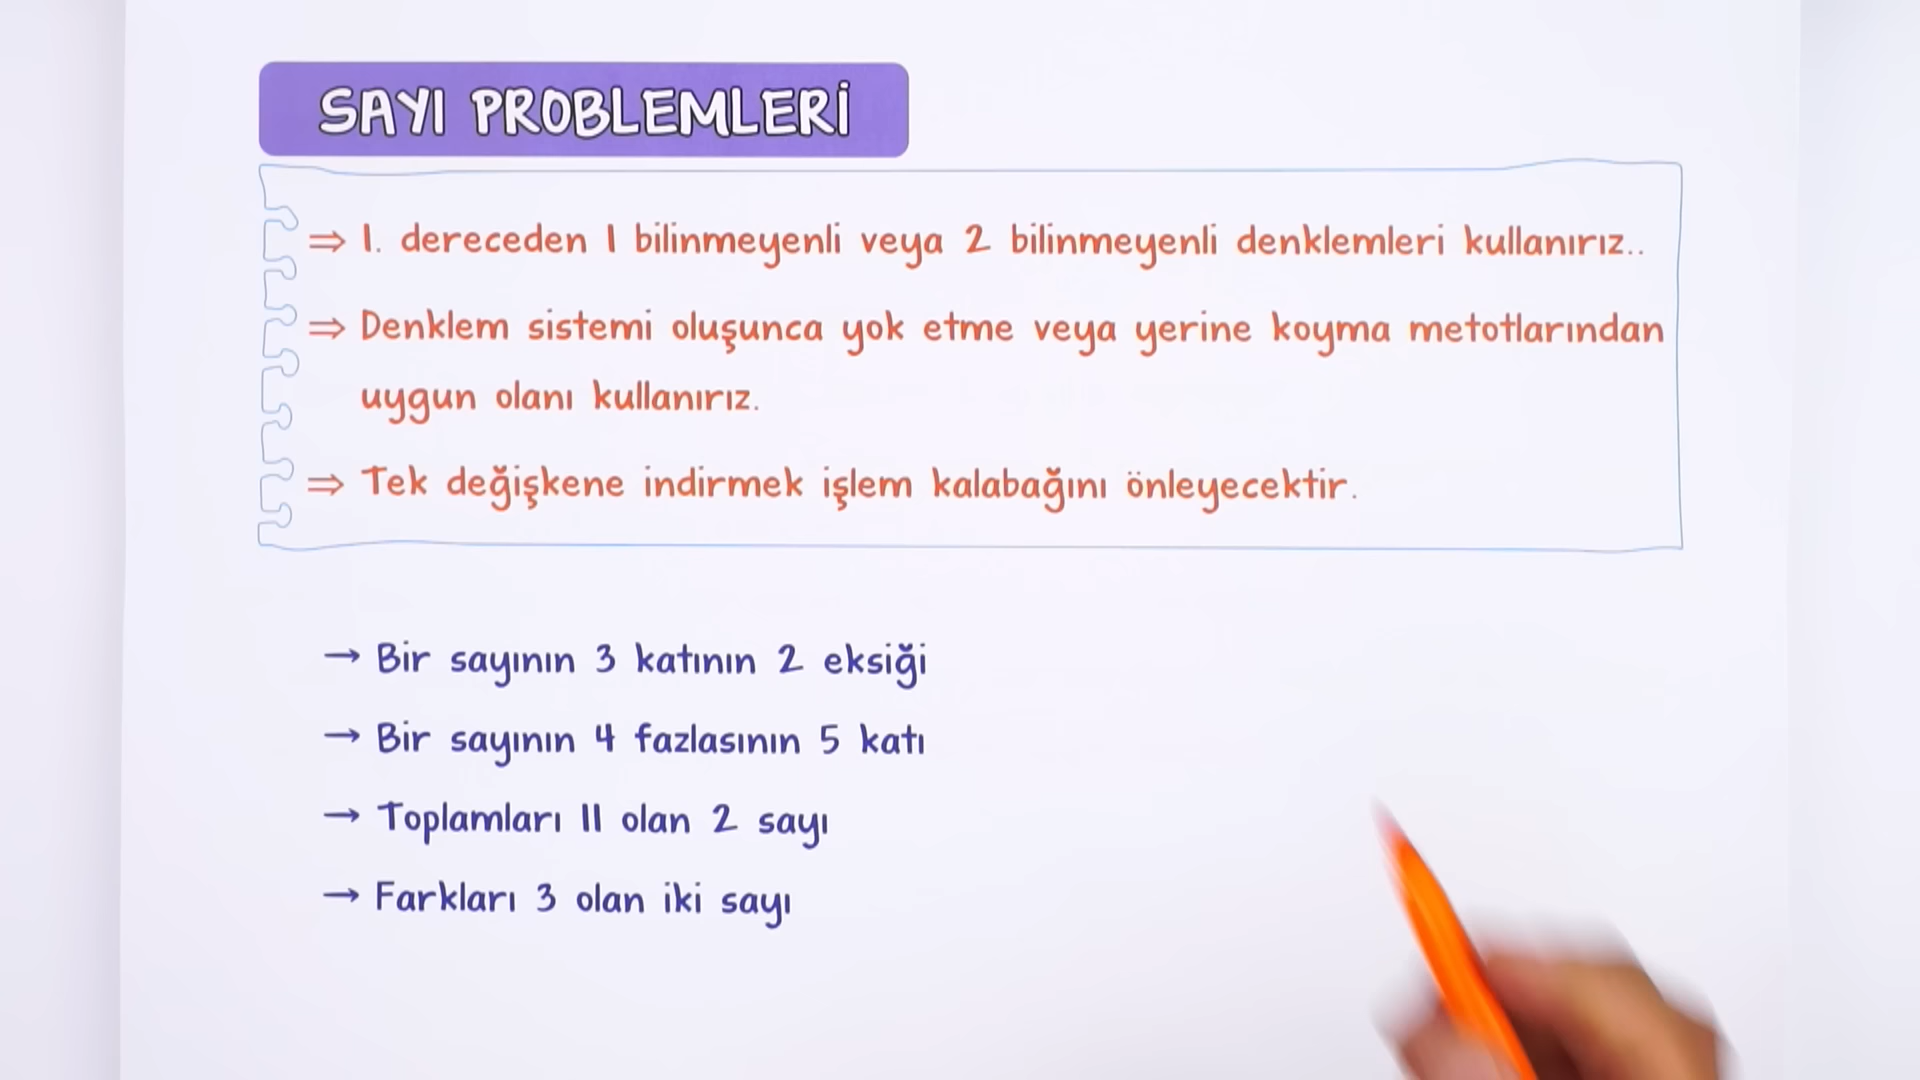 SAYI PROBLEMLERİ
⇒ 1. dereceden 1 bilinmeyenli veya 2 bilinmeyenli denklemleri kullanırız..
⇒ Denklem sistemi oluşunca yok etme veya yerine koyma metotlarından
uygun olanı kullanırız.
⇒ Tek değişkene indirmek işlem kalabağını önleyecektir.
→ Bir sayının 3 katının 2 eksiği
→ Bir sayının 4 fazlasının 5 katı
→ Toplamları 11 olan 2 sayı
→ Farkları 3 olan iki sayı